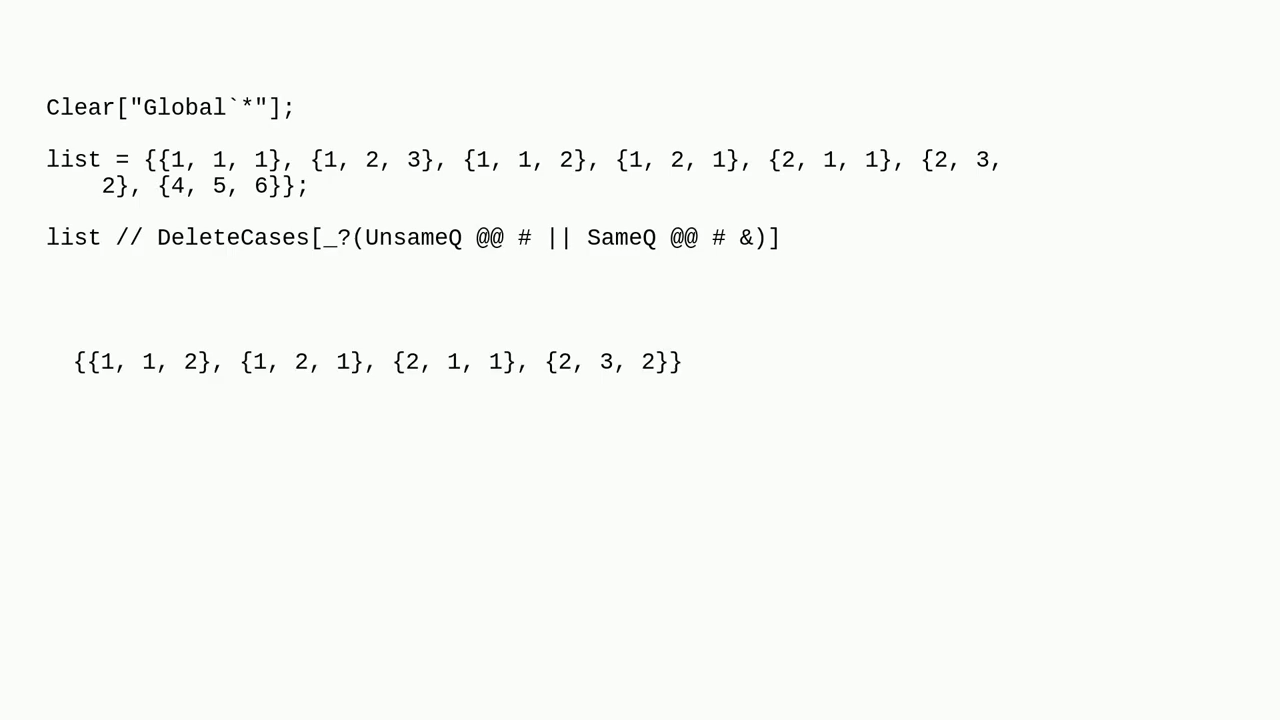 Clear["Global`*"];
list = {{1, 1, 1}, {1, 2, 3}, {1, 1, 2}, {1, 2, 1}, {2, 1, 1}, {2, 3,
2}, {4, 5, 6}};
list // DeleteCases[_?(UnsameQ @@ # || SameQ @@ # &)]
{{1, 1, 2}, {1, 2, 1}, {2, 1, 1}, {2, 3, 2}}